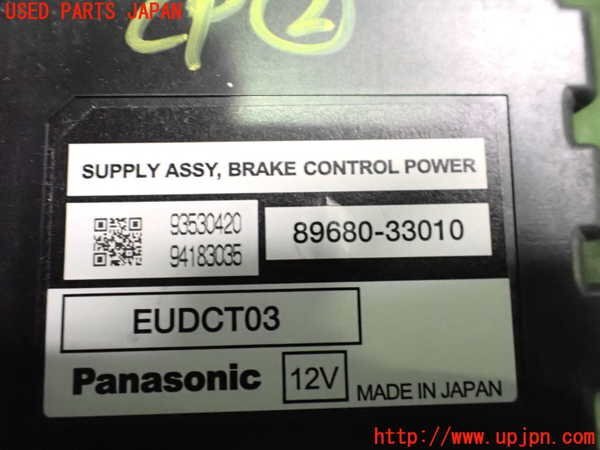 USED PARTS JAPAN
CP②
SUPPLY ASSY, BRAKE CONTROL POWER
93530420
94183035
89680-33010
EUDCT03
Panasonic 12V MADE IN JAPAN
http://www.upjpn.com